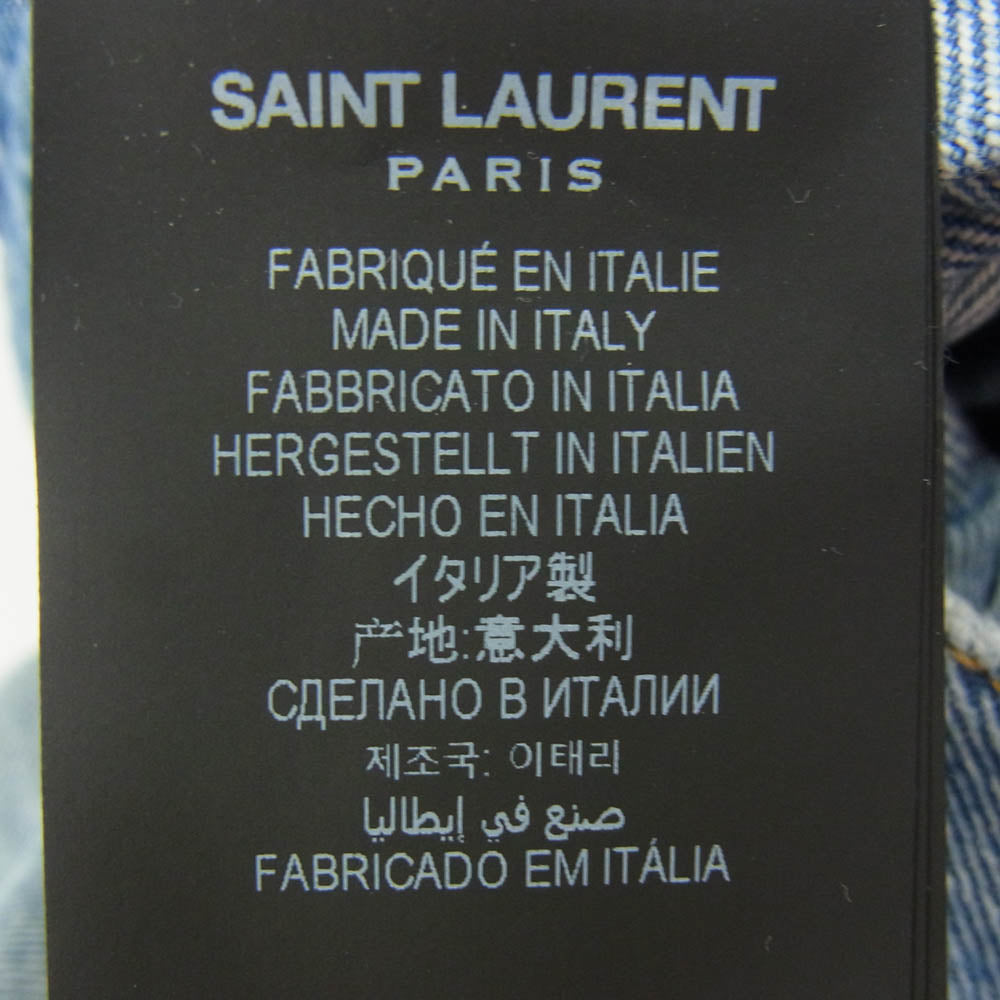 SAINT LAURENT
PARIS
FABRIQUÉ EN ITALIE
MADE IN ITALY
FABBRICATO IN ITALIA
HERGESTELLT IN ITALIEN
HECHO EN ITALIA
イタリア製
产地:意大利
СДЕЛАНО В ИТАЛИИ
제조국: 이태리
صنع في إيطاليا
FABRICADO EM ITÁLIA